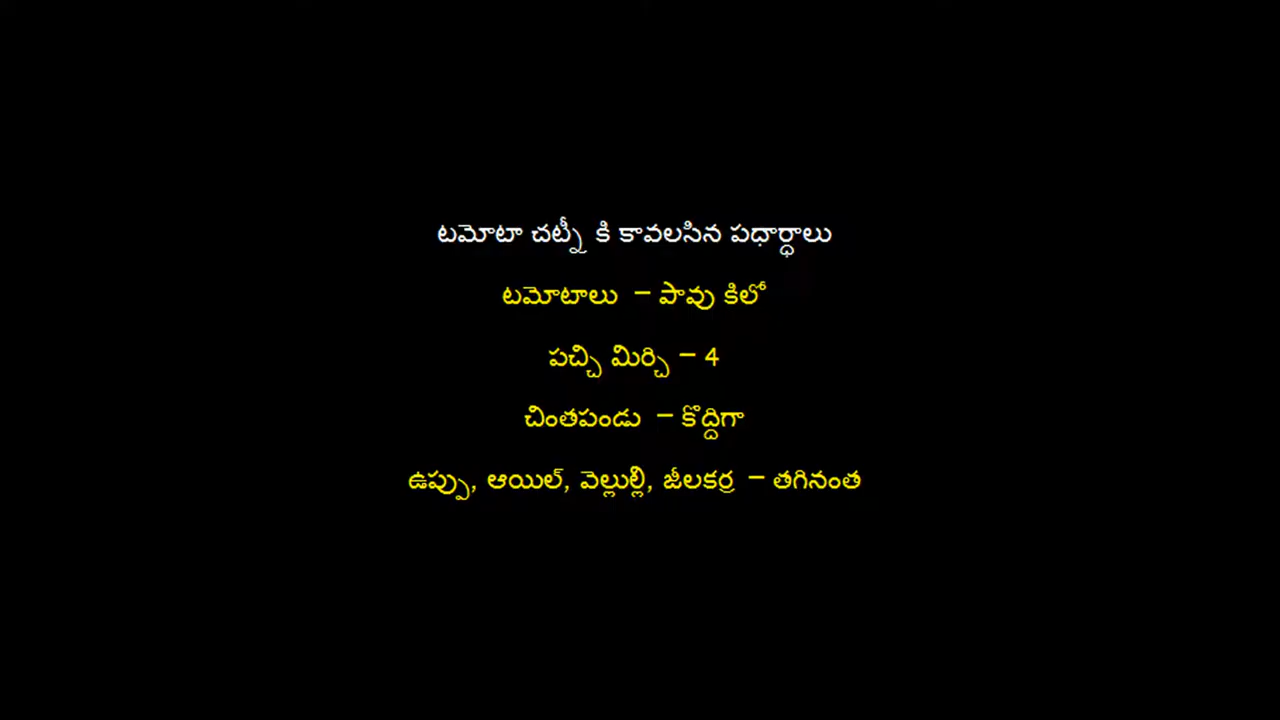 టమోటా చట్నీ కి కావలసిన పధార్ధాలు
టమోటాలు – పావు కిలో
పచ్చి మిర్చి – 4
చింతపండు – కొద్దిగా
ఉప్పు, ఆయిల్, వెల్లుల్లి, జీలకర్ర – తగినంత